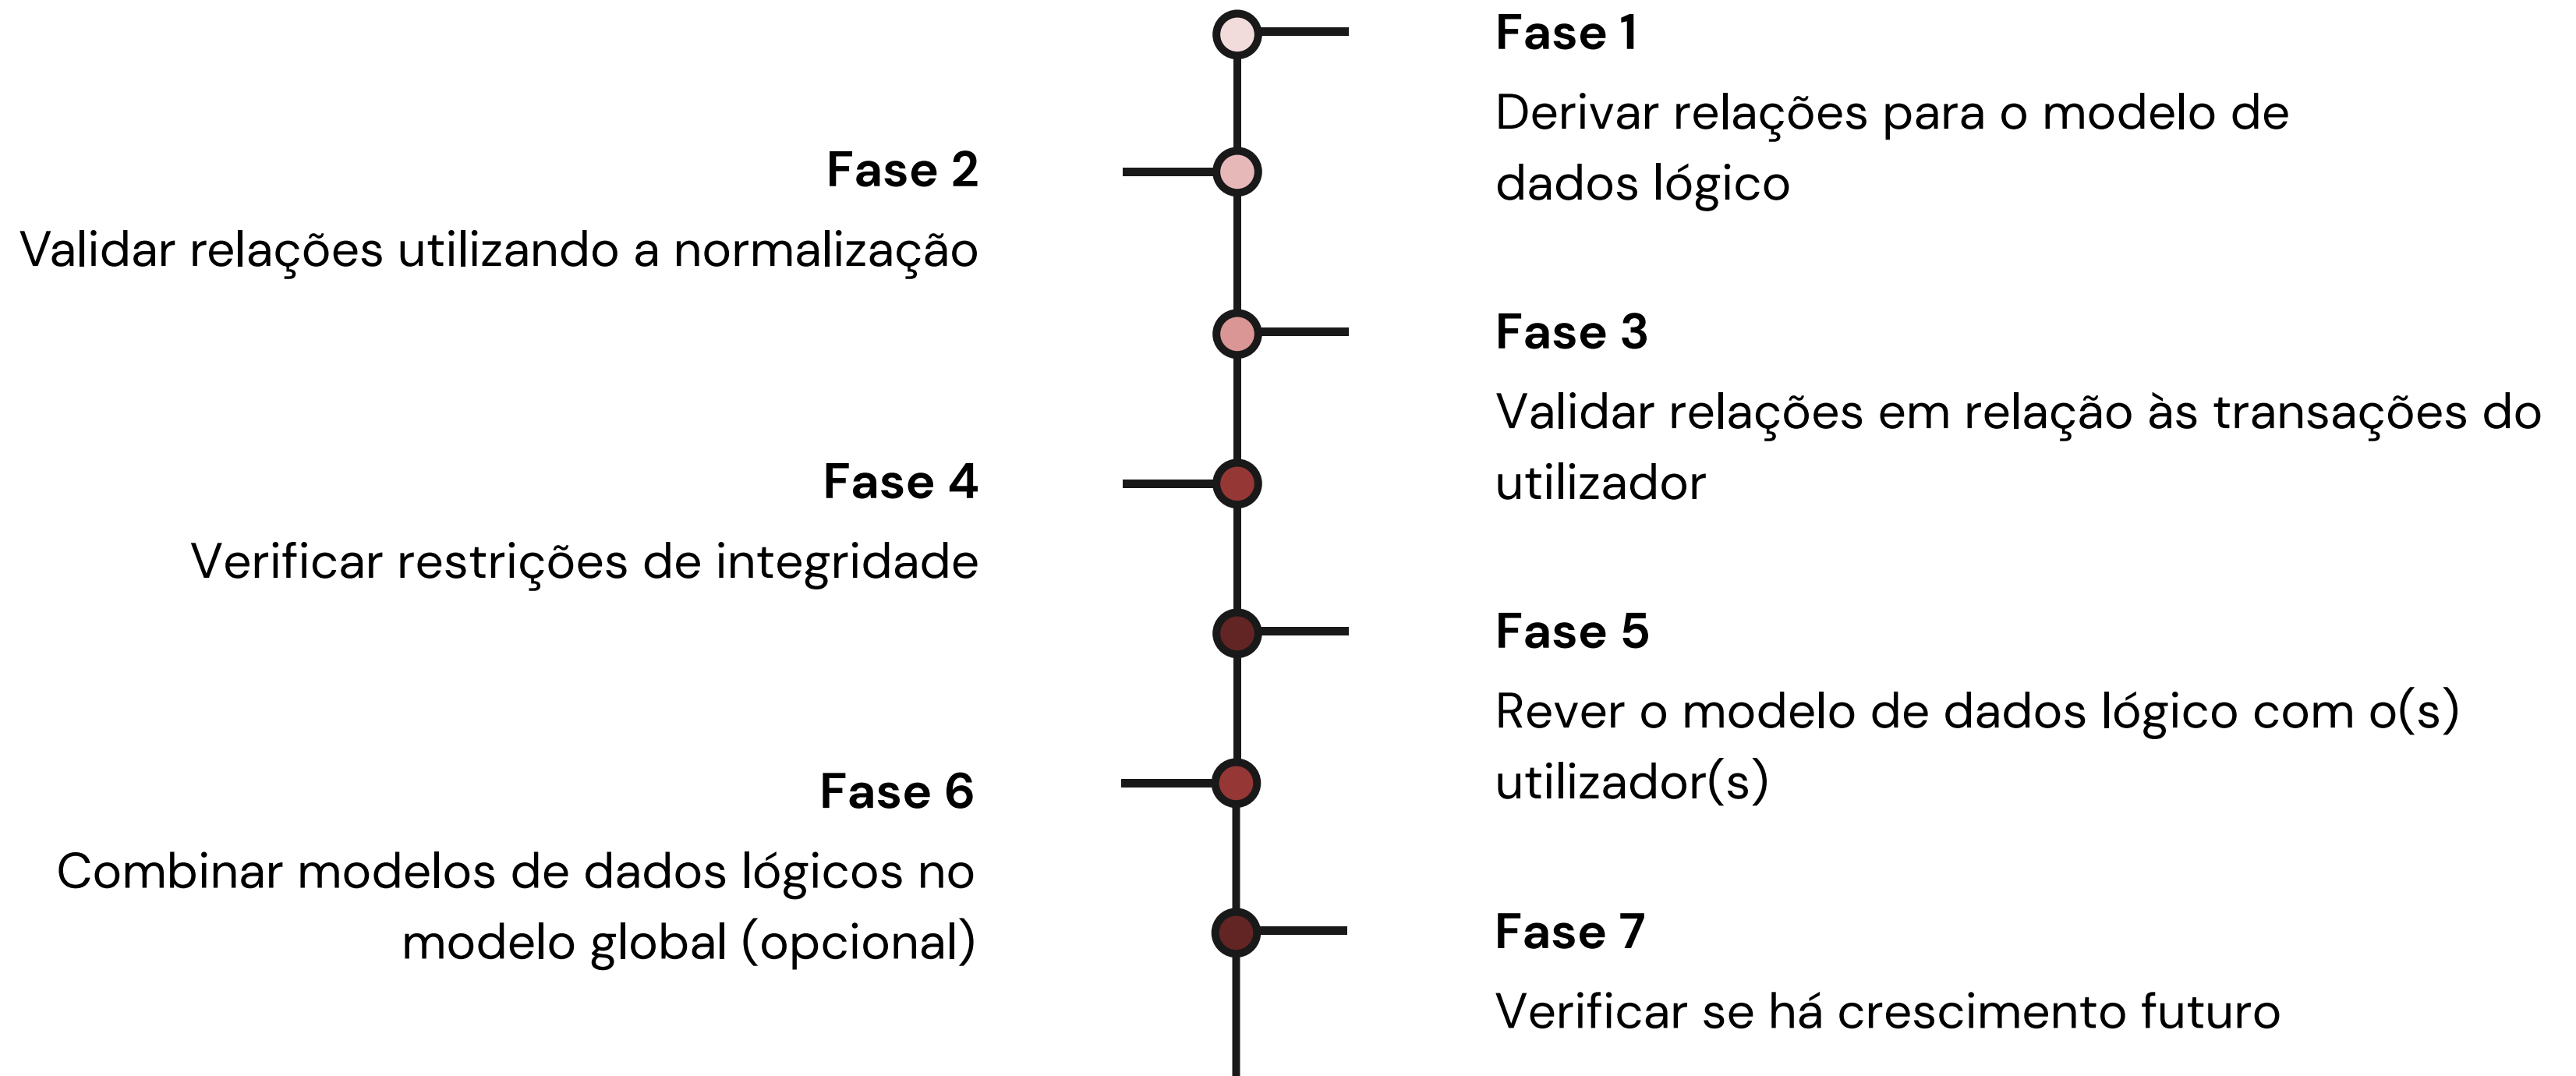 Fase 1
Derivar relações para o modelo de
dados lógico
Fase 2
Validar relações utilizando a normalização
Fase 3
Validar relações em relação às transações do
utilizador
Fase 4
Verificar restrições de integridade
Fase 5
Rever o modelo de dados lógico com o(s)
utilizador(s)
Fase 6
Combinar modelos de dados lógicos no
modelo global (opcional)
Fase 7
Verificar se há crescimento futuro